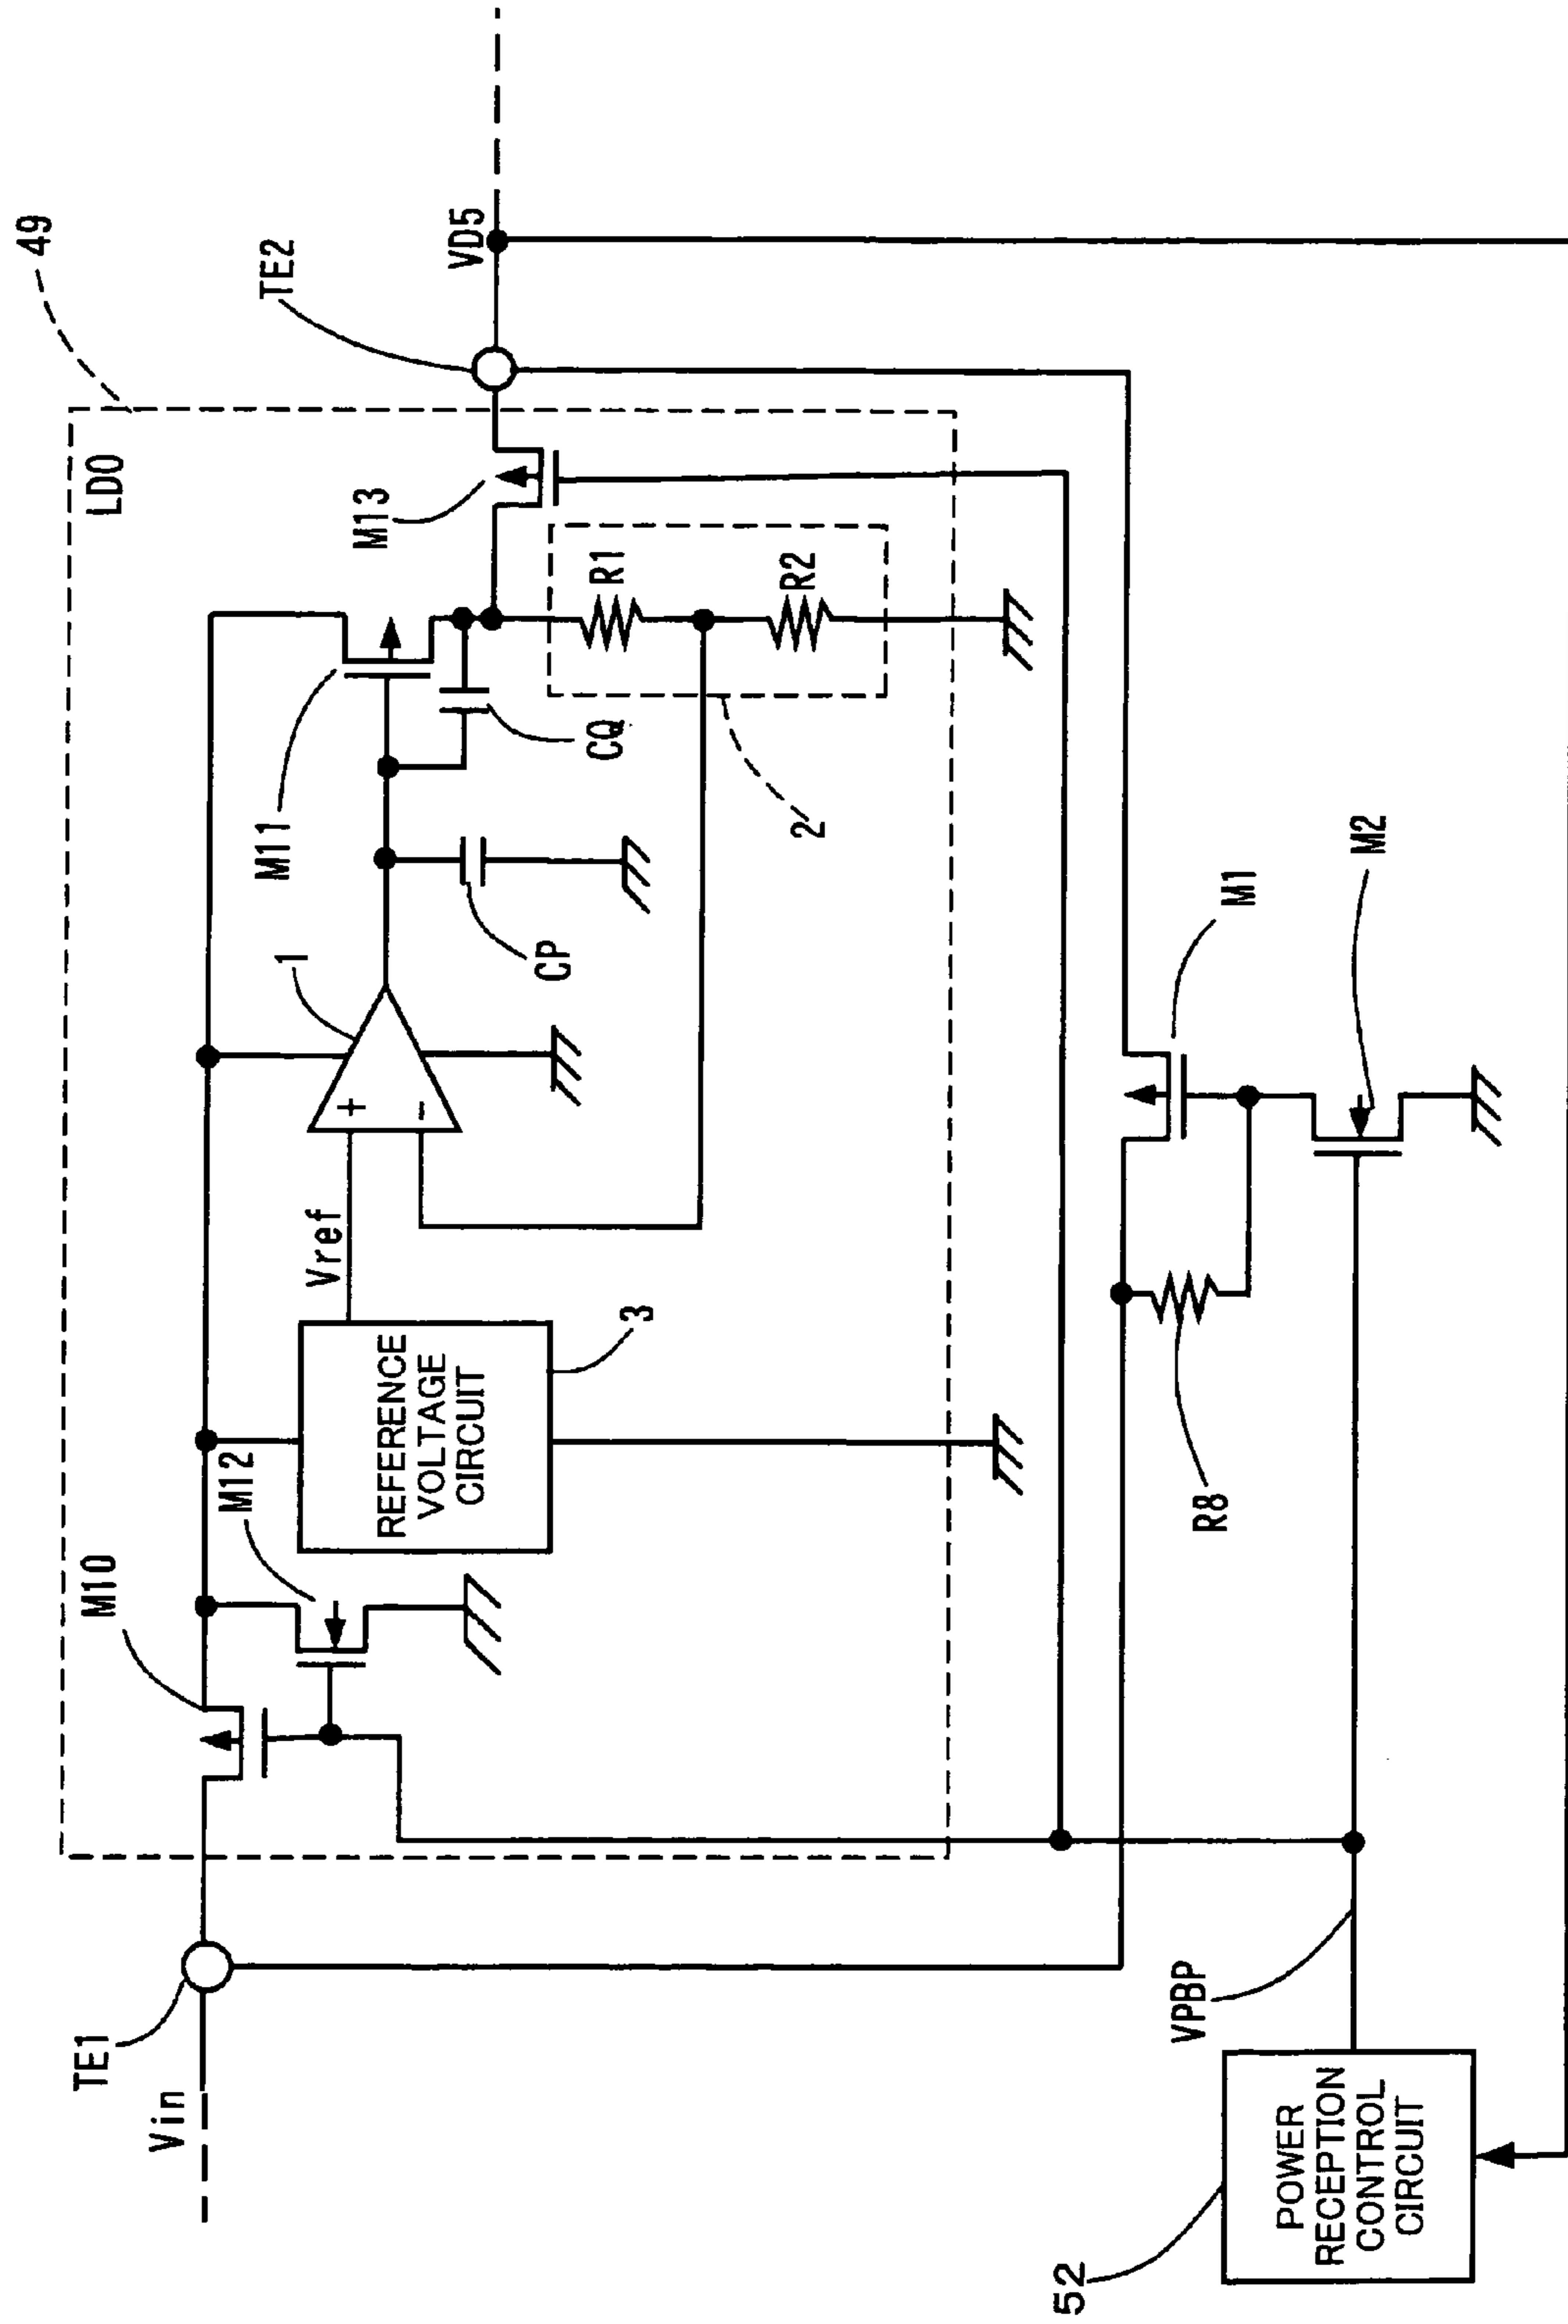 49
LDO
TE2
VD5
M13
M11
R1
R2
CQ
2
1
CP
Vref
REFERENCE
VOLTAGE
CIRCUIT
3
M12
M10
TE1
Vin
M1
M2
R8
VPBP
POWER
RECEPTION
CONTROL
CIRCUIT
52
+
-